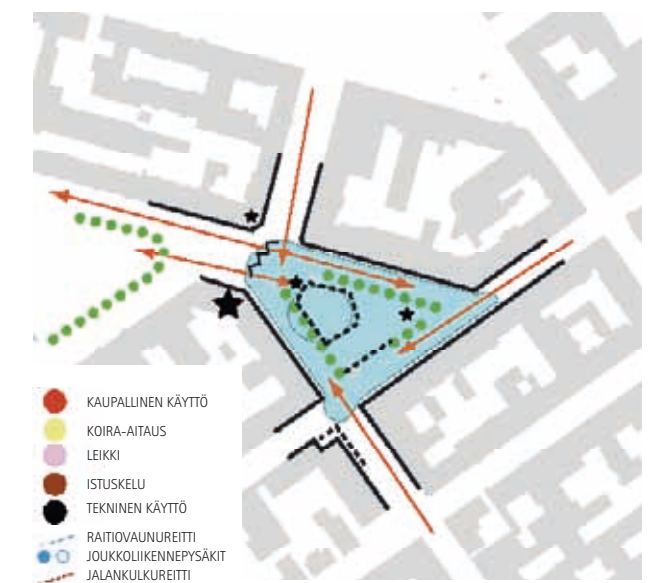 KAUPALLINEN KÄYTTÖ
KOIRA-AITAUS
LEIKKI
ISTUSKELU
TEKNINEN KÄYTTÖ
RAITIOVAUNUREITTI
JOUKKOLIIKENNEPYSÄKIT
JALANKULKUREITTI